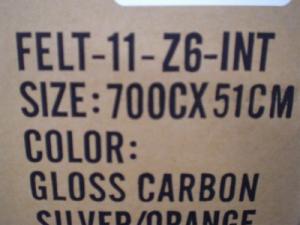 FELT-11-Z6-INT
SIZE:700CX51CM
COLOR:
GLOSS CARBON
SILVER/ORANGE